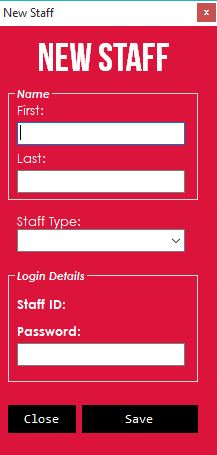 New Staff
NEW STAFF
Name
First:
Last:
Staff Type:
Login Details
Staff ID:
Password:
Close Save